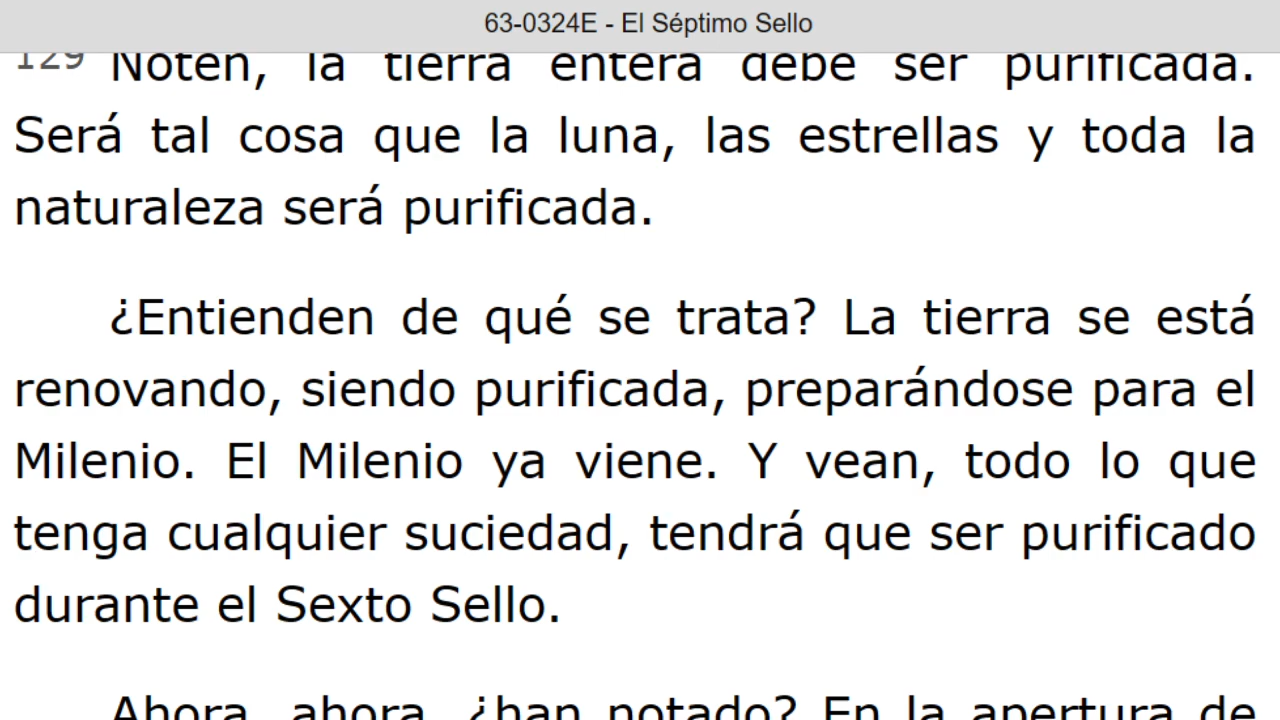 63-0324E - El Séptimo Sello
129 Noten, la tierra entera debe ser purificada.
Será tal cosa que la luna, las estrellas y toda la
naturaleza será purificada.
¿Entienden de qué se trata? La tierra se está
renovando, siendo purificada, preparándose para el
Milenio. El Milenio ya viene. Y vean, todo lo que
tenga cualquier suciedad, tendrá que ser purificado
durante el Sexto Sello.
Ahora, ahora, ¿han notado? En la apertura de